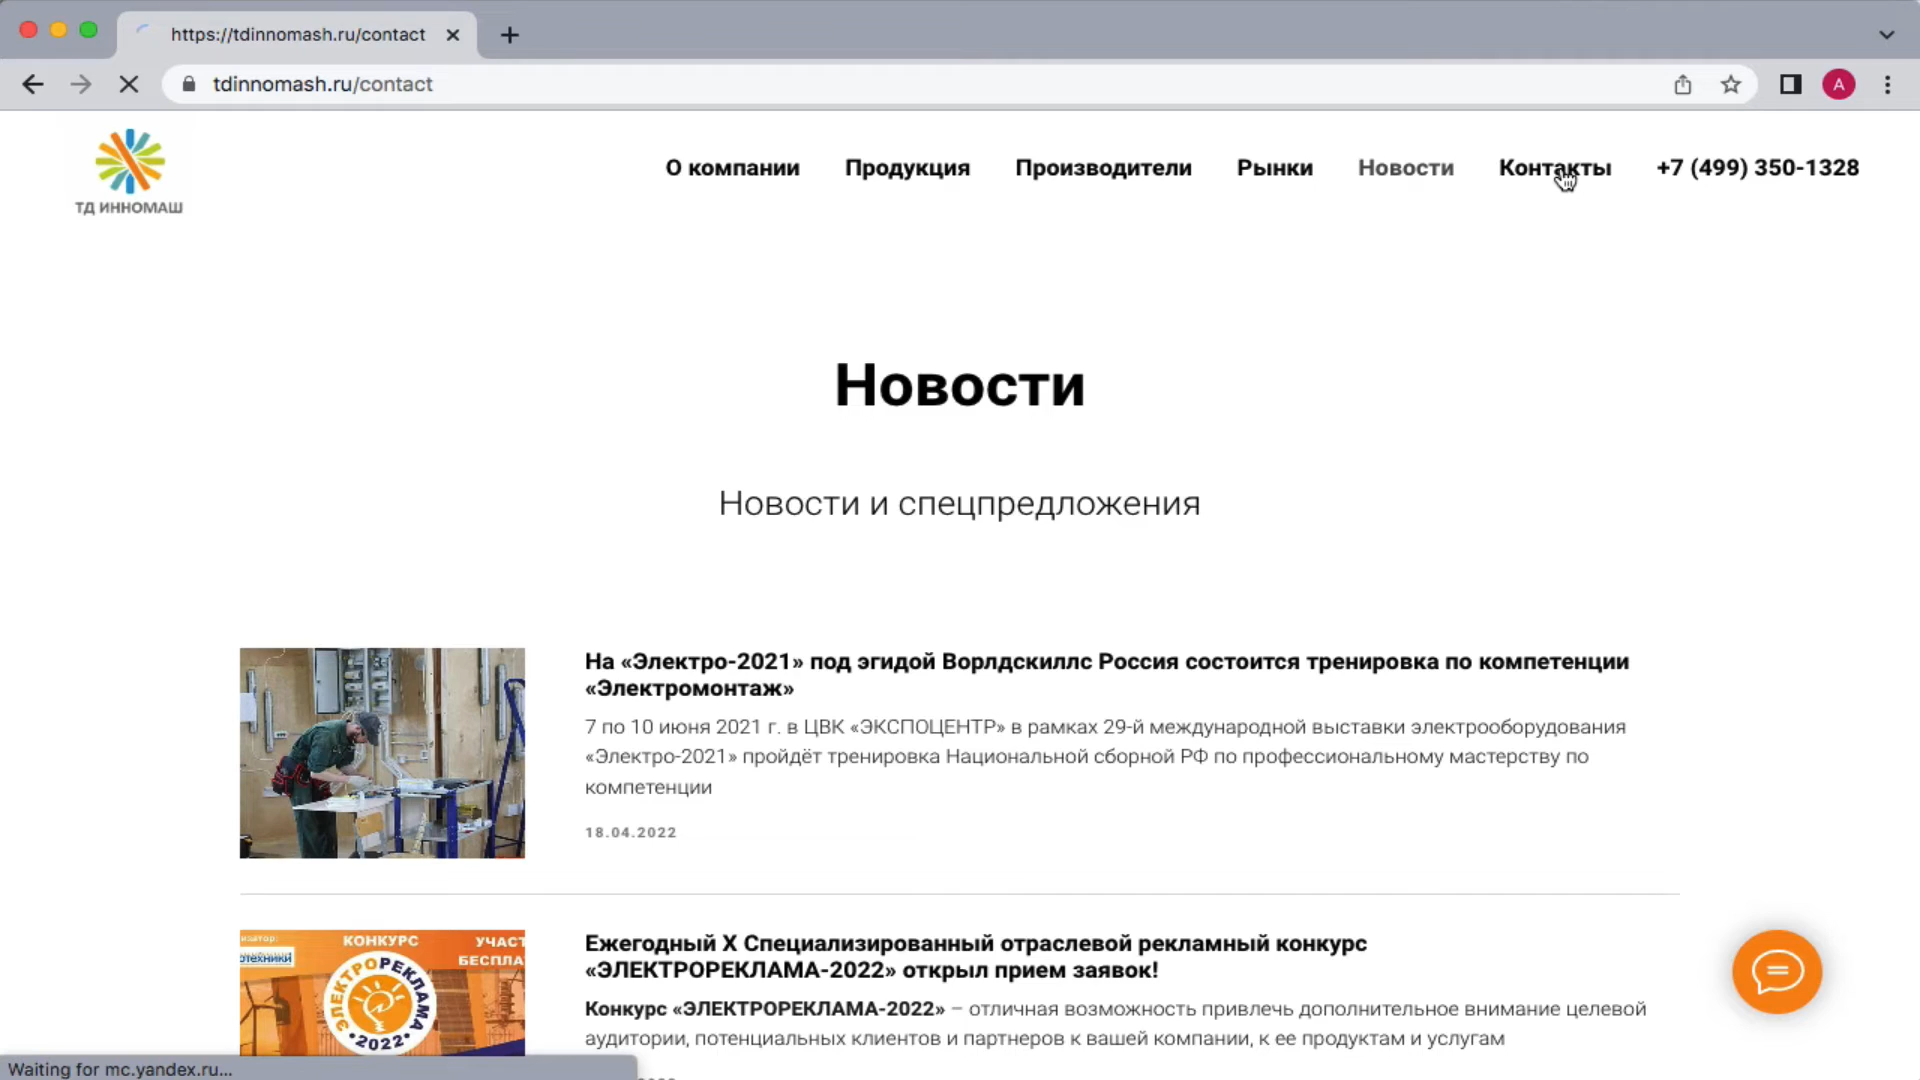 https://tdinnomash.ru/contact
tdinnomash.ru/contact
A
ТД ИННОМАШ
О компании
Продукция
Производители
Рынки
Новости
Контакты
+7 (499) 350-1328
Новости
Новости и спецпредложения
На «Электро-2021» под эгидой Ворлдскиллс Россия состоится тренировка по компетенции
«Электромонтаж»
7 по 10 июня 2021 г. в ЦВК «ЭКСПОЦЕНТР» в рамках 29-й международной выставки электрооборудования
«Электро-2021» пройдёт тренировка Национальной сборной РФ по профессиональному мастерству по
компетенции
18.04.2022
КОНКУРС
ЭЛЕКТРОРЕКЛАМА
•2022•
Ежегодный X Специализированный отраслевой рекламный конкурс
«ЭЛЕКТРОРЕКЛАМА-2022» открыл прием заявок!
Конкурс «ЭЛЕКТРОРЕКЛАМА-2022» – отличная возможность привлечь дополнительное внимание целевой
аудитории, потенциальных клиентов и партнеров к вашей компании, к ее продуктам и услугам
Waiting for mc.yandex.ru...